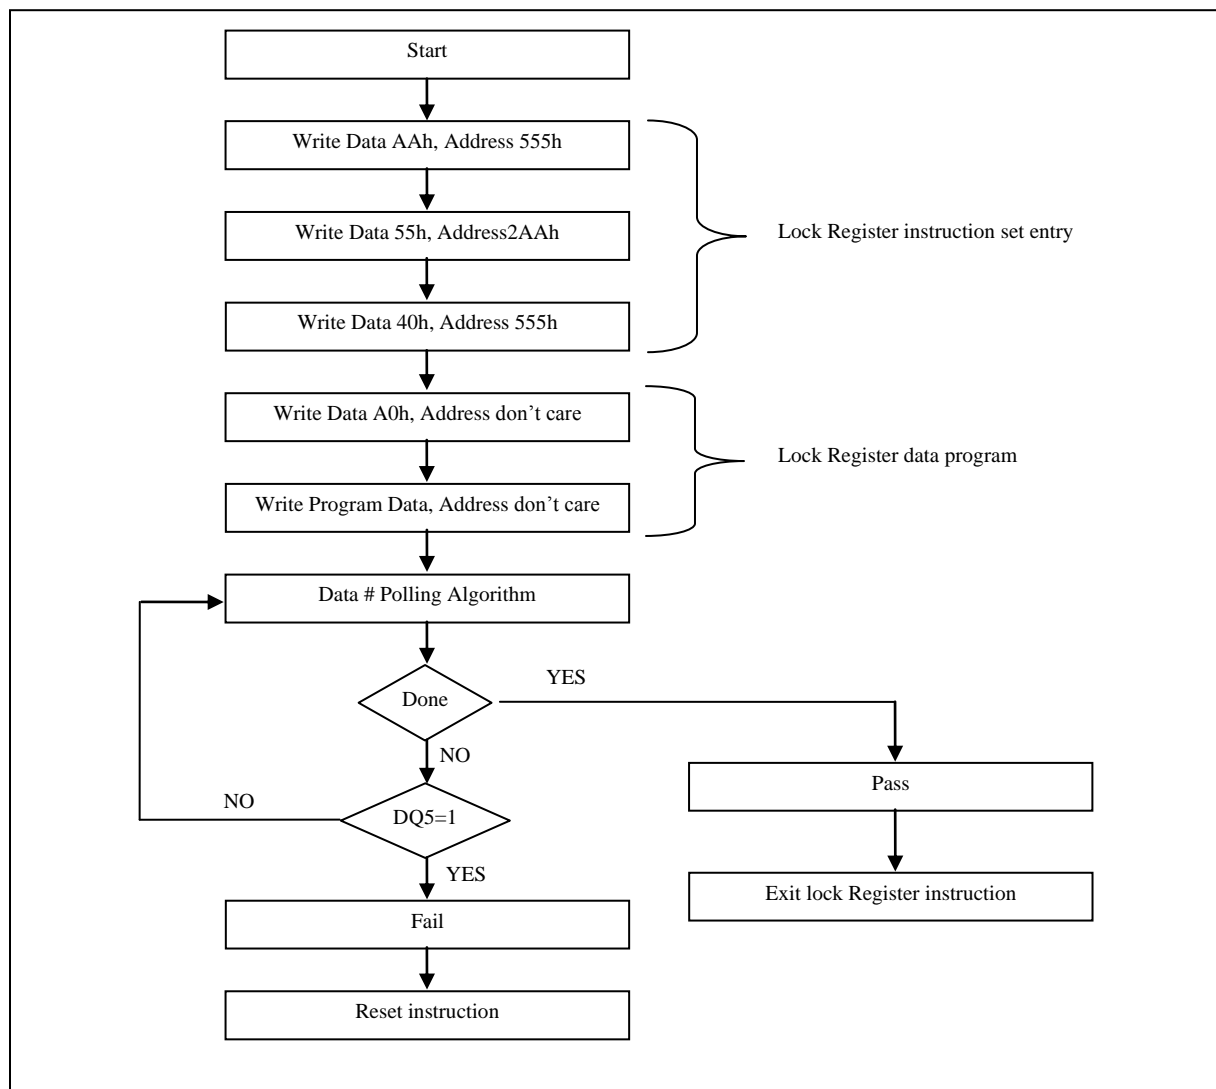 Start
Write Data AAh, Address 555h
Write Data 55h, Address2AAh
Lock Register instruction set entry
Write Data 40h, Address 555h
Write Data A0h, Address don’t care
Lock Register data program
Write Program Data, Address don’t care
Data # Polling Algorithm
YES
Done
NO
Pass
NO
DQ5=1
YES
Exit lock Register instruction
Fail
Reset instruction